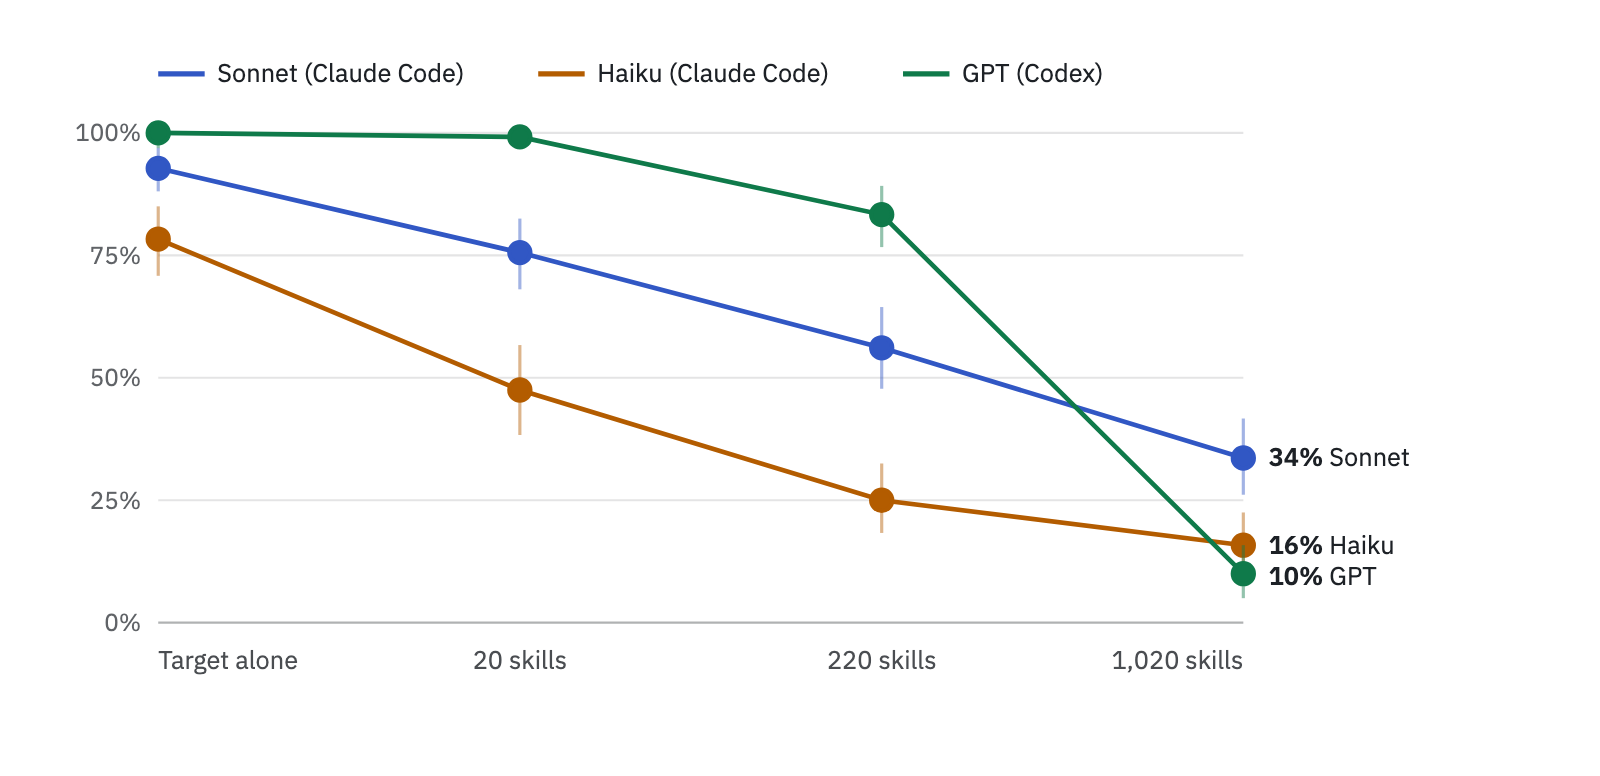 Sonnet (Claude Code) Haiku (Claude Code) GPT (Codex)
100%
75%
50%
25%
0%
34% Sonnet
16% Haiku
10% GPT
Target alone 20 skills 220 skills 1,020 skills